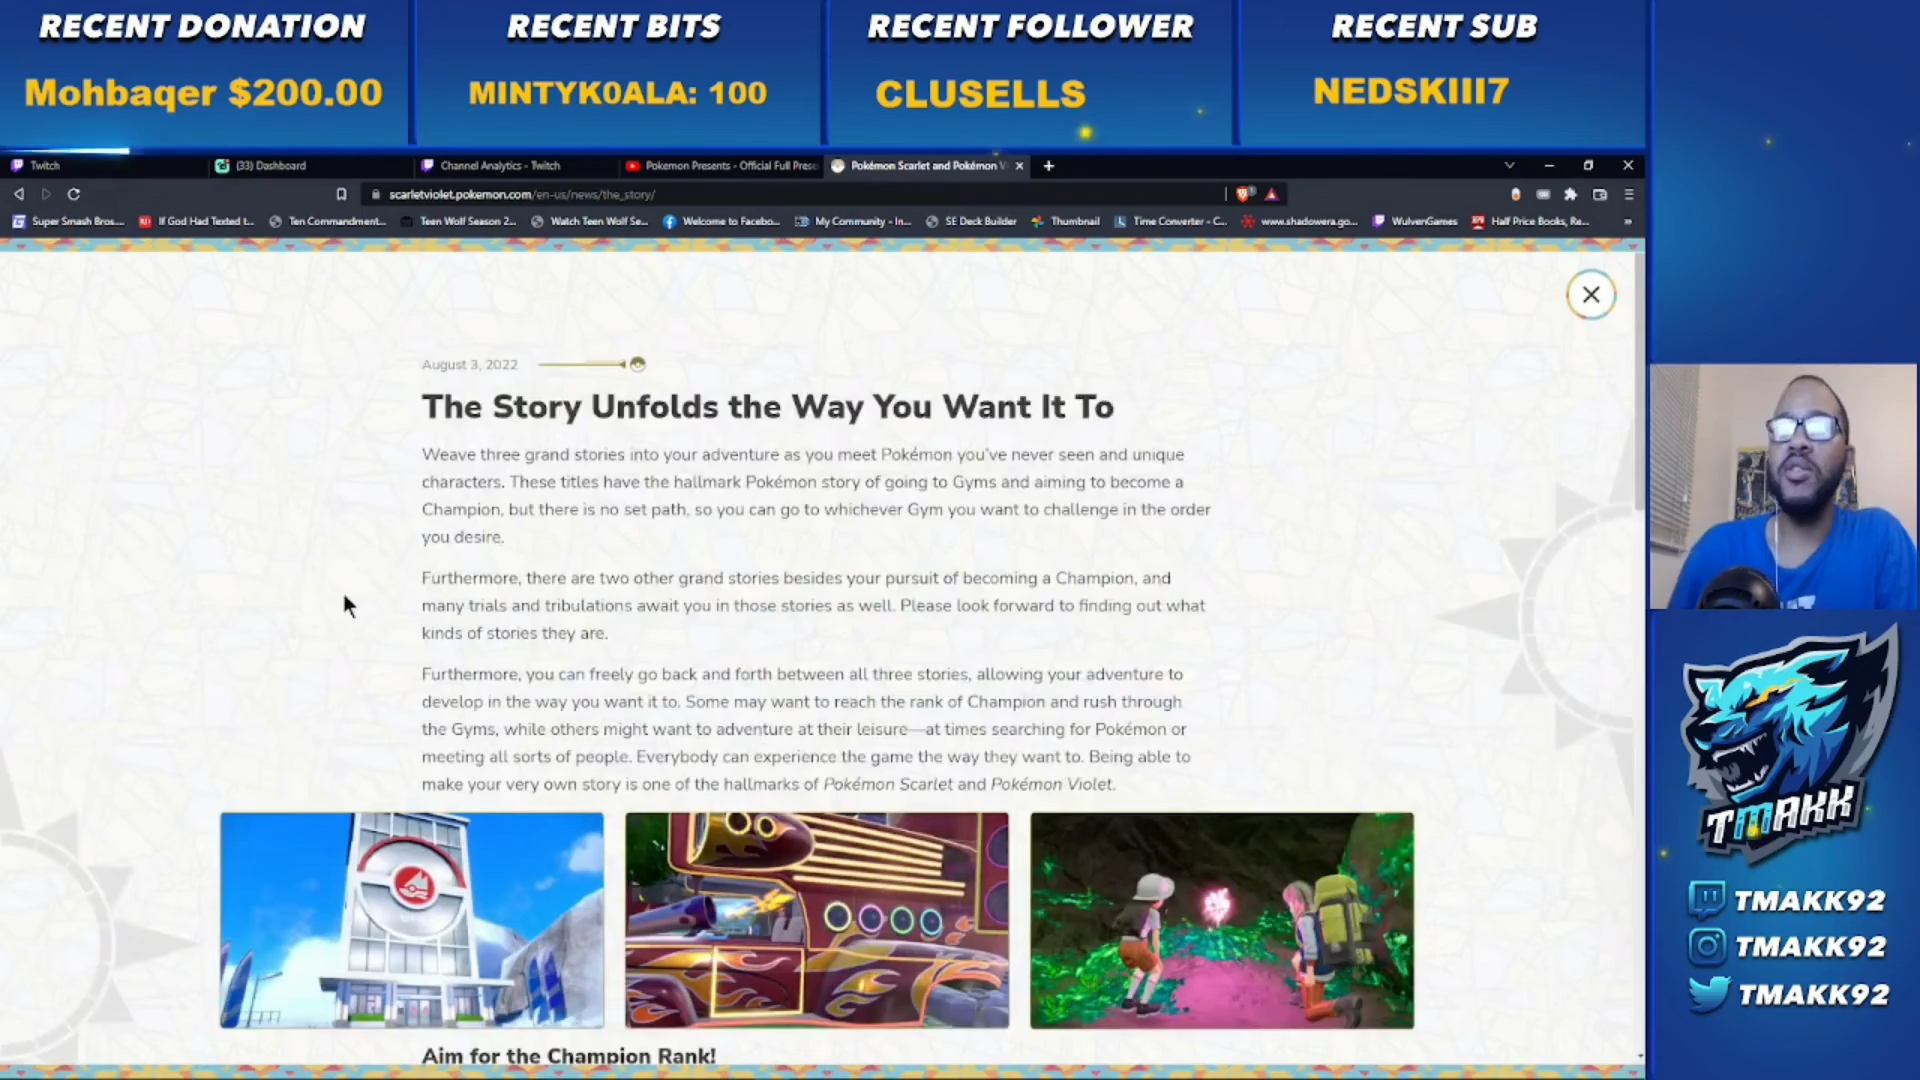 RECENT DONATION
Mohbaqer $200.00
RECENT BITS
MINTYK0ALA: 100
RECENT FOLLOWER
CLUSELLS
RECENT SUB
NEDSKIII7
Twitch
(33) Dashboard
Channel Analytics - Twitch
Pokemon Presents - Official Full Prese
Pokémon Scarlet and Pokémon V
scarletviolet.pokemon.com/en-us/news/the_story/
Super Smash Bros....
If God Had Texted t...
Ten Commandment...
Teen Wolf Season 2...
Watch Teen Wolf Se...
Welcome to Facebo...
My Community - In...
SE Deck Builder
Thumbnail
Time Converter - C...
www.shadowera.go...
WulvenGames
Half Price Books, Re...
August 3, 2022
The Story Unfolds the Way You Want It To
Weave three grand stories into your adventure as you meet Pokémon you've never seen and unique
characters. These titles have the hallmark Pokémon story of going to Gyms and aiming to become a
Champion, but there is no set path, so you can go to whichever Gym you want to challenge in the order
you desire.
Furthermore, there are two other grand stories besides your pursuit of becoming a Champion, and
many trials and tribulations await you in those stories as well. Please look forward to finding out what
kinds of stories they are.
Furthermore, you can freely go back and forth between all three stories, allowing your adventure to
develop in the way you want it to. Some may want to reach the rank of Champion and rush through
the Gyms, while others might want to adventure at their leisure—at times searching for Pokémon or
meeting all sorts of people. Everybody can experience the game the way they want to. Being able to
make your very own story is one of the hallmarks of Pokémon Scarlet and Pokémon Violet.
Aim for the Champion Rank!
TMAKK
TMAKK92
TMAKK92
TMAKK92